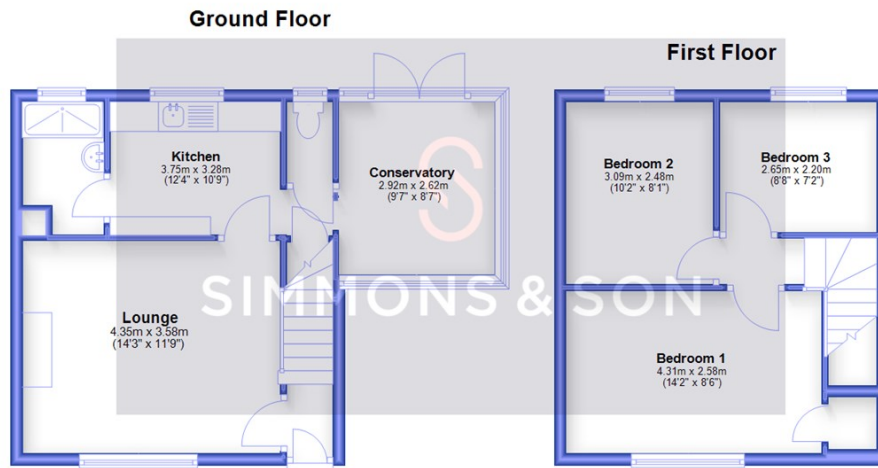 Ground Floor
First Floor
Kitchen
3.75m x 3.28m
(12'4" x 10'9")
Conservatory
2.92m x 2.62m
(9'7" x 8'7")
Bedroom 2
3.09m x 2.48m
(10'2" x 8'1")
Bedroom 3
2.65m x 2.20m
(8'8" x 7'2")
SIMMONS & SON
Lounge
4.35m x 3.58m
(14'3" x 11'9")
Bedroom 1
4.31m x 2.58m
(14'2" x 8'6")